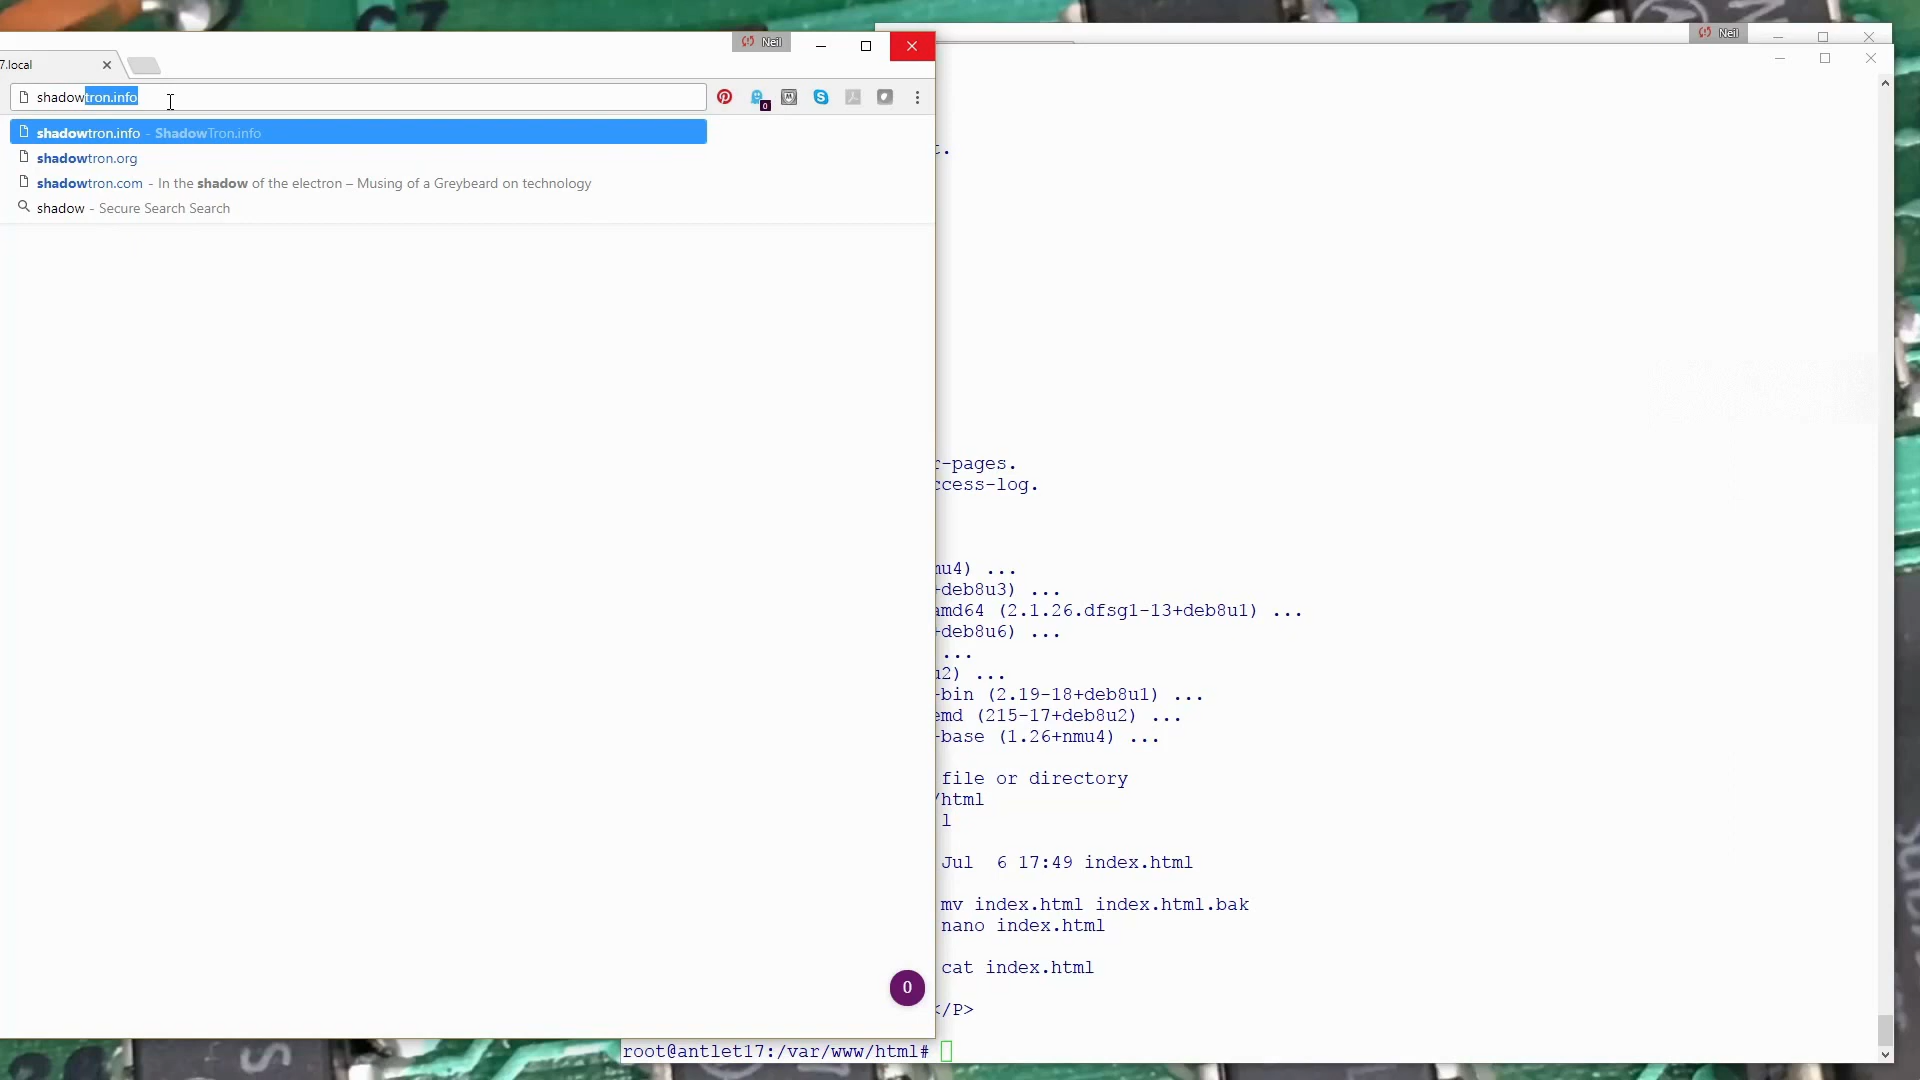 Neil
Neil
7.local
shadowtron.info
0
shadowtron.info - ShadowTron.info
shadowtron.org
shadowtron.com - In the shadow of the electron – Musing of a Greybeard on technology
shadow - Secure Search Search
t.
r-pages.
ccess-log.
mu4) ...
+deb8u3) ...
amd64 (2.1.26.dfsg1-13+deb8u1) ...
+deb8u6) ...
...
u2) ...
-bin (2.19-18+deb8u1) ...
emd (215-17+deb8u2) ...
-base (1.26+nmu4) ...
file or directory
/html
l
Jul  6 17:49 index.html
mv index.html index.html.bak
nano index.html
cat index.html
</P>
0
root@antlet17:/var/www/html#